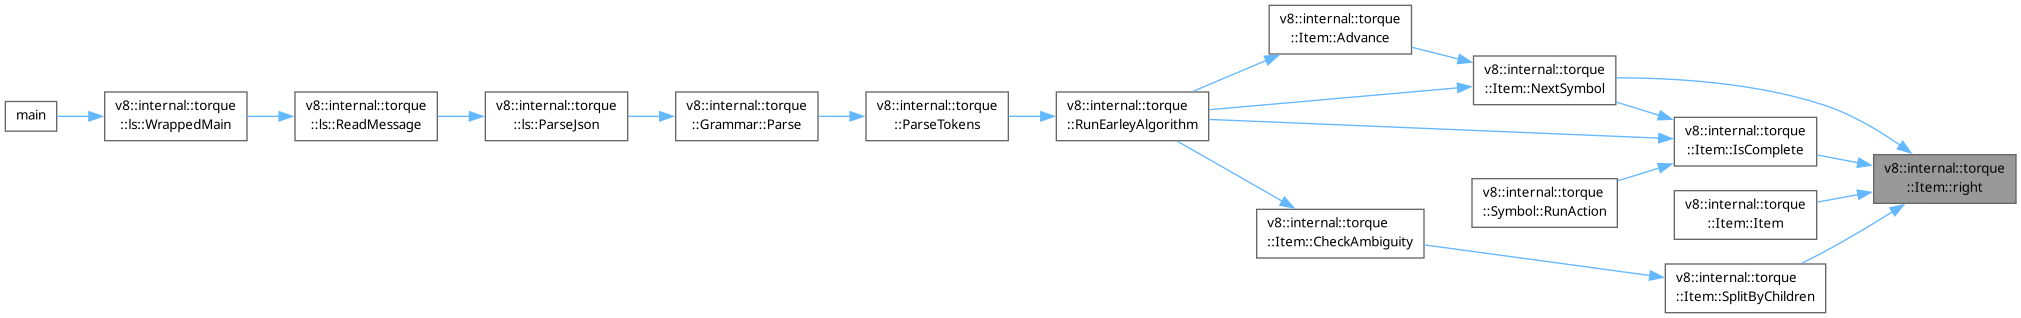 main
v8::internal::torque
::ls::WrappedMain
v8::internal::torque
::ls::ReadMessage
v8::internal::torque
::ls::ParseJson
v8::internal::torque
::Grammar::Parse
v8::internal::torque
::ParseTokens
v8::internal::torque
::RunEarleyAlgorithm
v8::internal::torque
::Item::Advance
v8::internal::torque
::Item::CheckAmbiguity
v8::internal::torque
::Item::NextSymbol
v8::internal::torque
::Symbol::RunAction
v8::internal::torque
::Item::IsComplete
v8::internal::torque
::Item::Item
v8::internal::torque
::Item::SplitByChildren
v8::internal::torque
::Item::right